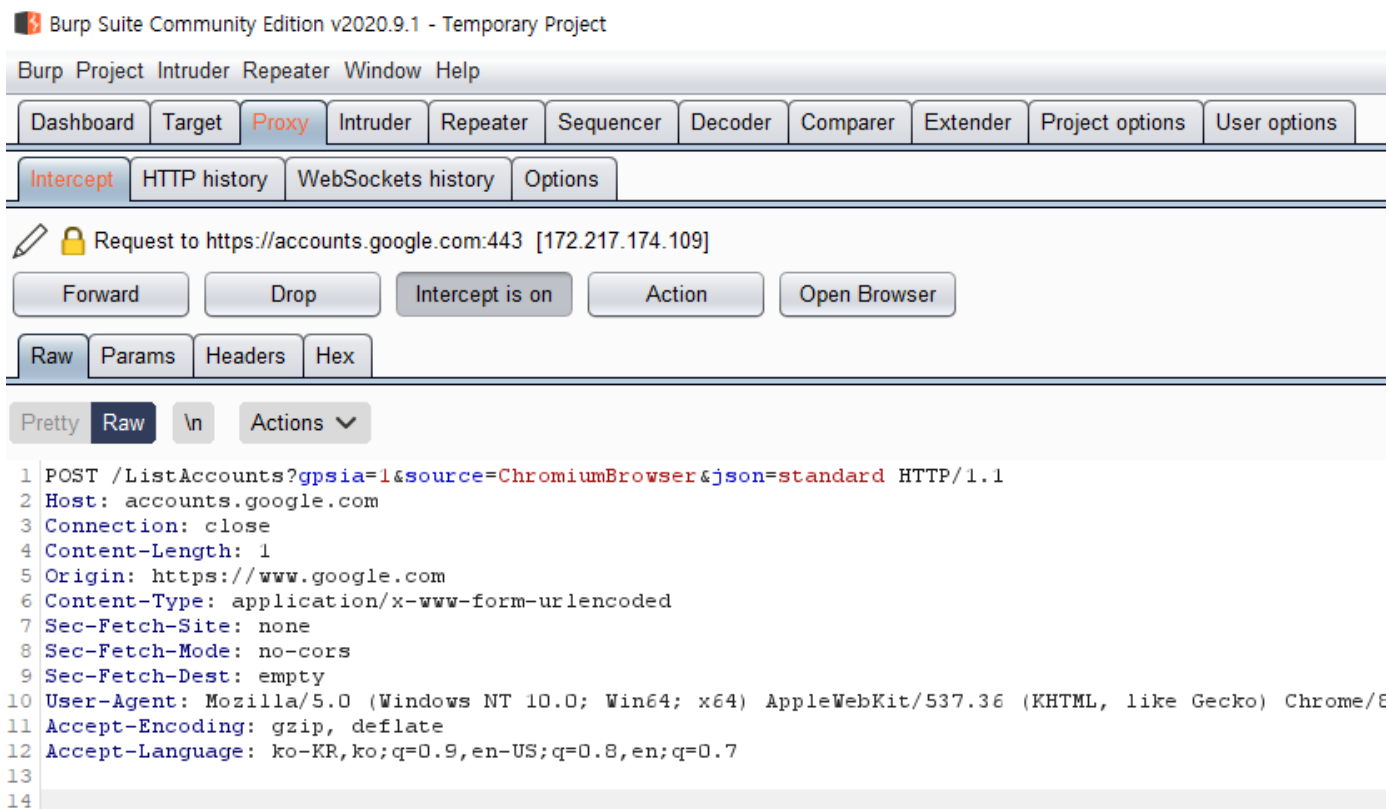 Burp Suite Community Edition v2020.9.1 - Temporary Project
Burp Project Intruder Repeater Window Help
Dashboard Target Proxy Intruder Repeater Sequencer Decoder Comparer Extender Project options User options
Intercept HTTP history WebSockets history Options
Request to https://accounts.google.com:443 [172.217.174.109]
Forward Drop Intercept is on Action Open Browser
Raw Params Headers Hex
Pretty Raw \n Actions
1 POST /ListAccounts?gpsia=1&source=ChromiumBrowser&json=standard HTTP/1.1
2 Host: accounts.google.com
3 Connection: close
4 Content-Length: 1
5 Origin: https://www.google.com
6 Content-Type: application/x-www-form-urlencoded
7 Sec-Fetch-Site: none
8 Sec-Fetch-Mode: no-cors
9 Sec-Fetch-Dest: empty
10 User-Agent: Mozilla/5.0 (Windows NT 10.0; Win64; x64) AppleWebKit/537.36 (KHTML, like Gecko) Chrome/
11 Accept-Encoding: gzip, deflate
12 Accept-Language: ko-KR,ko;q=0.9,en-US;q=0.8,en;q=0.7
13
14